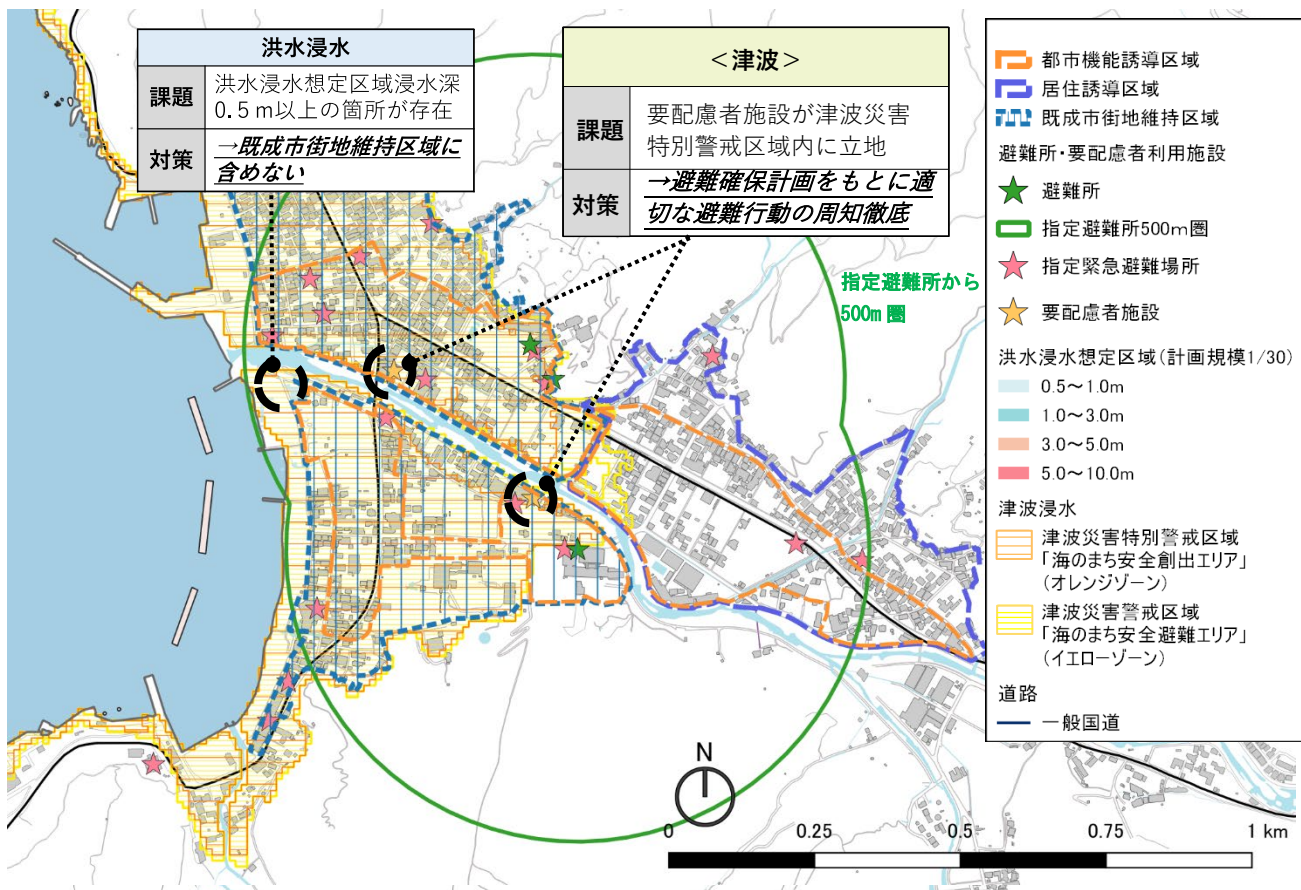 洪水浸水
課題
洪水浸水想定区域浸水深
0.5ｍ以上の箇所が存在
対策
→既成市街地維持区域に
含めない
＜津波＞
課題
要配慮者施設が津波災害
特別警戒区域内に立地
対策
→避難確保計画をもとに適
切な避難行動の周知徹底
指定避難所から
500m圏
都市機能誘導区域
居住誘導区域
既成市街地維持区域
避難所・要配慮者利用施設
避難所
指定避難所500m圏
指定緊急避難場所
要配慮者施設
洪水浸水想定区域(計画規模1/30)
0.5～1.0m
1.0～3.0m
3.0～5.0m
5.0～10.0m
津波浸水
津波災害特別警戒区域
「海のまち安全創出エリア」
(オレンジゾーン)
津波災害警戒区域
「海のまち安全避難エリア」
(イエローゾーン)
道路
一般国道
N
0
0.25
0.5
0.75
1 km